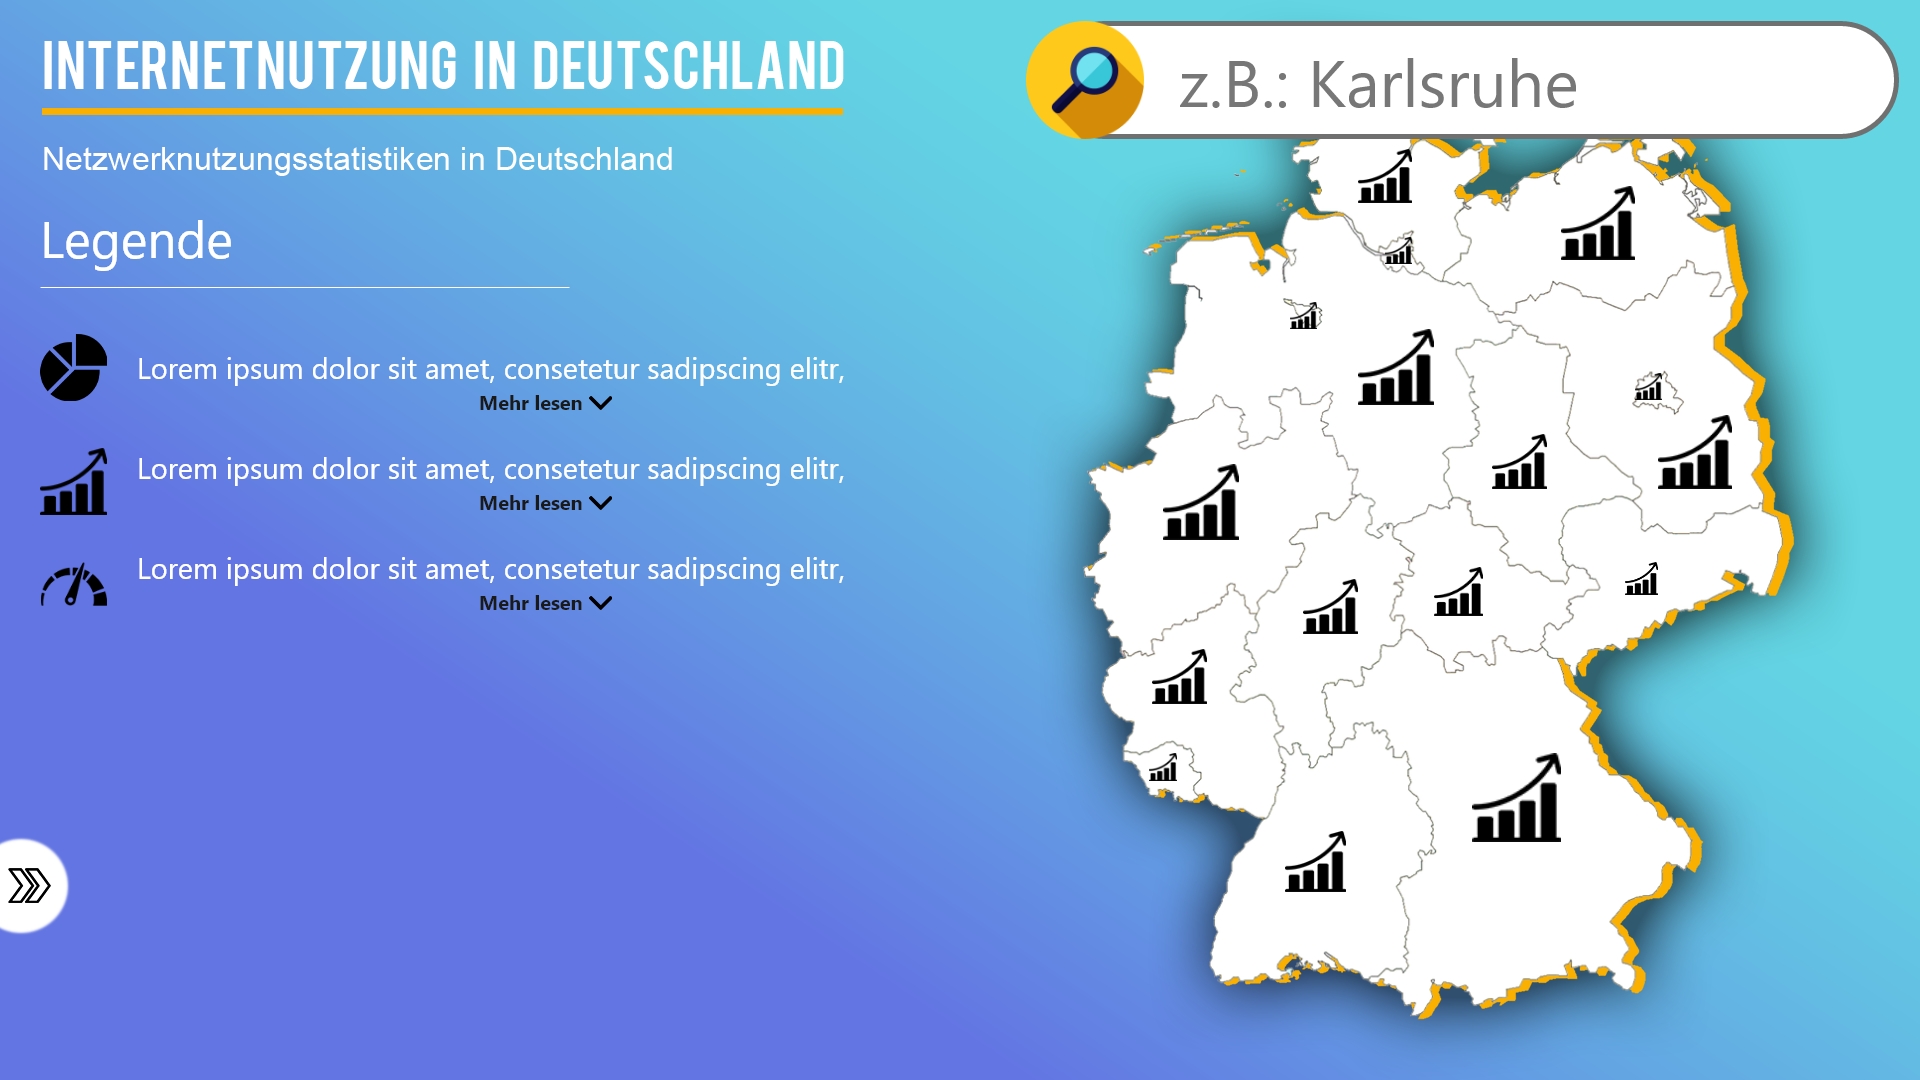 INTERNETNUTZUNG IN DEUTSCHLAND
z.B.: Karlsruhe
Netzwerknutzungsstatistiken in Deutschland
Legende
Lorem ipsum dolor sit amet, consetetur sadipscing elitr,
Mehr lesen
Lorem ipsum dolor sit amet, consetetur sadipscing elitr,
Mehr lesen
Lorem ipsum dolor sit amet, consetetur sadipscing elitr,
Mehr lesen